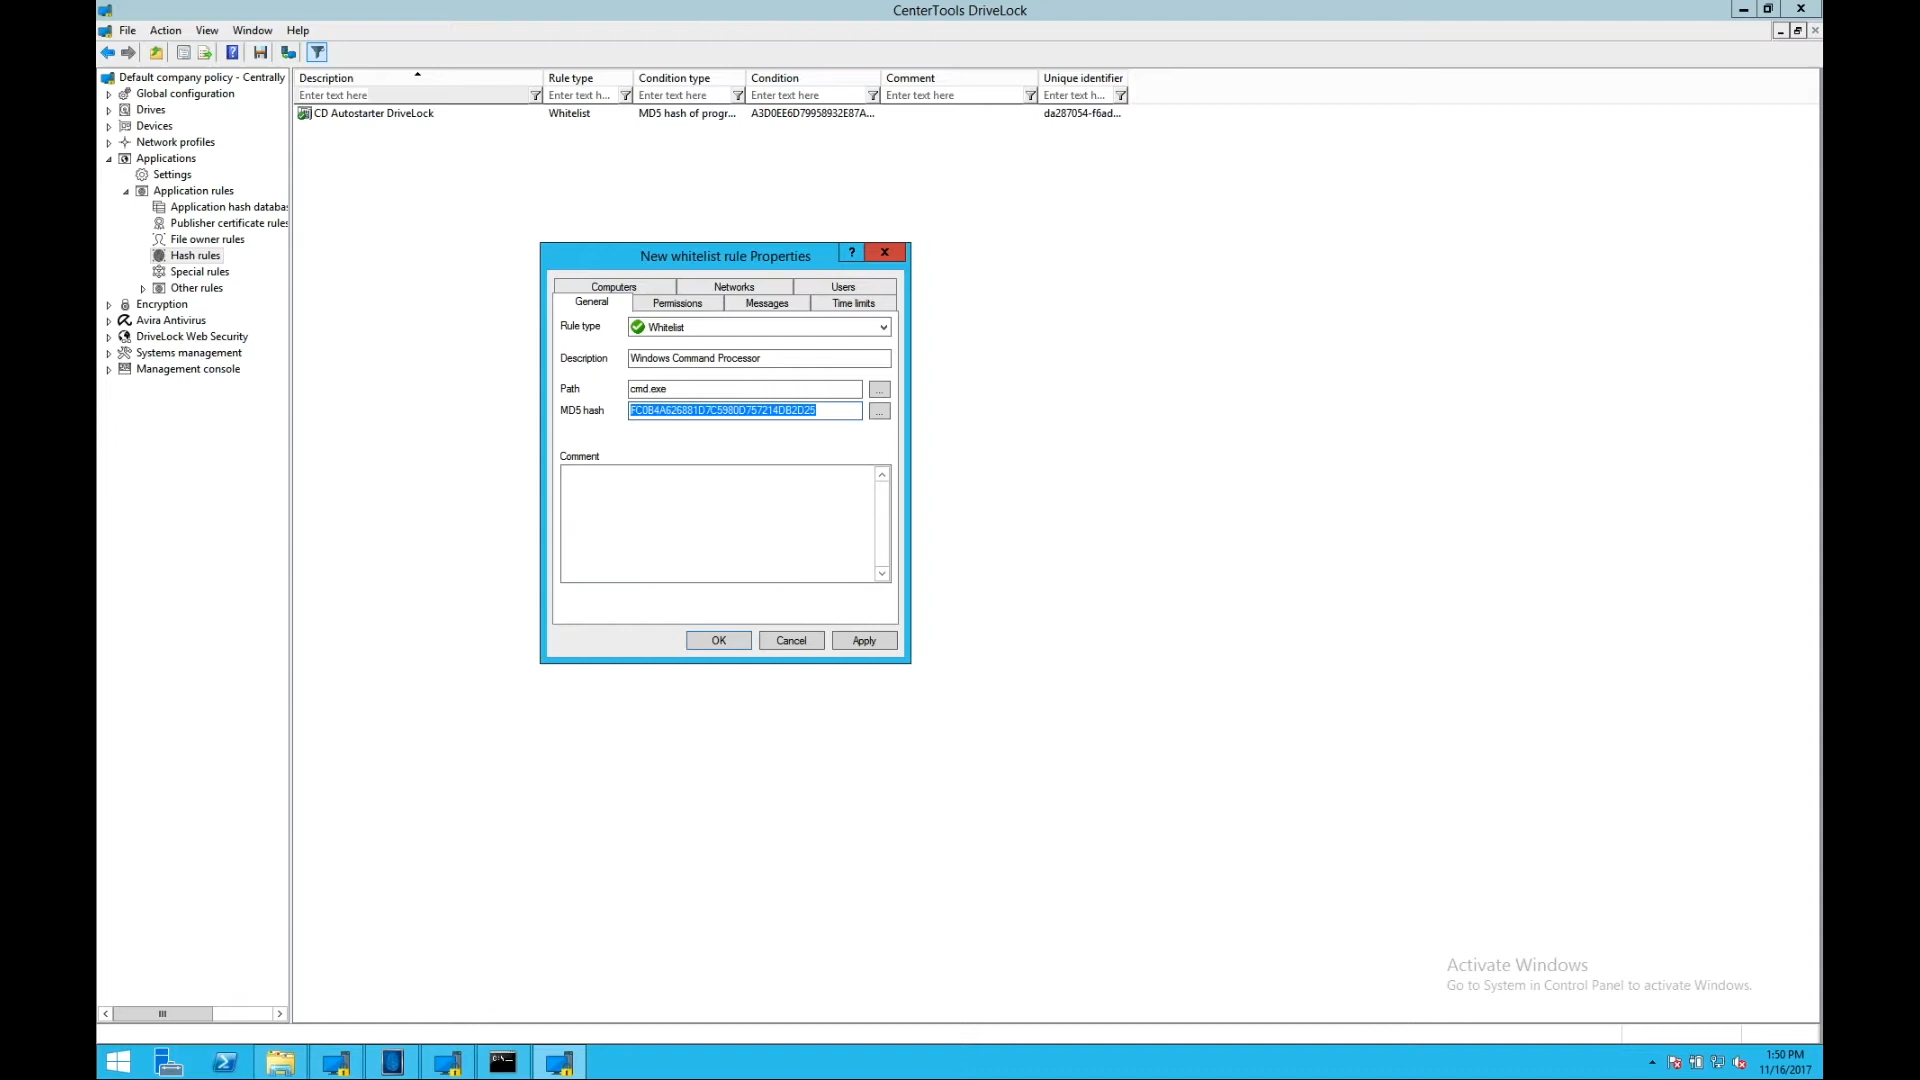 CenterTools DriveLock
File Action View Window Help
Default company policy - Centrally
Global configuration
Drives
Devices
Network profiles
Applications
Settings
Application rules
Application hash databas
Publisher certificate rules
File owner rules
Hash rules
Special rules
Other rules
Encryption
Avira Antivirus
DriveLock Web Security
Systems management
Management console
Description Rule type Condition type Condition Comment Unique identifier
Enter text here Enter text h... Enter text here Enter text here Enter text here Enter text h...
CD Autostarter DriveLock Whitelist MD5 hash of progr... A3D0EE6D79958932E87A... da287054-f6ad...
New whitelist rule Properties
?
Computers Networks Users
General Permissions Messages Time limits
Rule type Whitelist
Description Windows Command Processor
Path cmd.exe ...
MD5 hash FC0B4A626881D7C5980D757214DB2D25 ...
Comment
OK Cancel Apply
Activate Windows
Go to System in Control Panel to activate Windows.
1:50 PM
11/16/2017